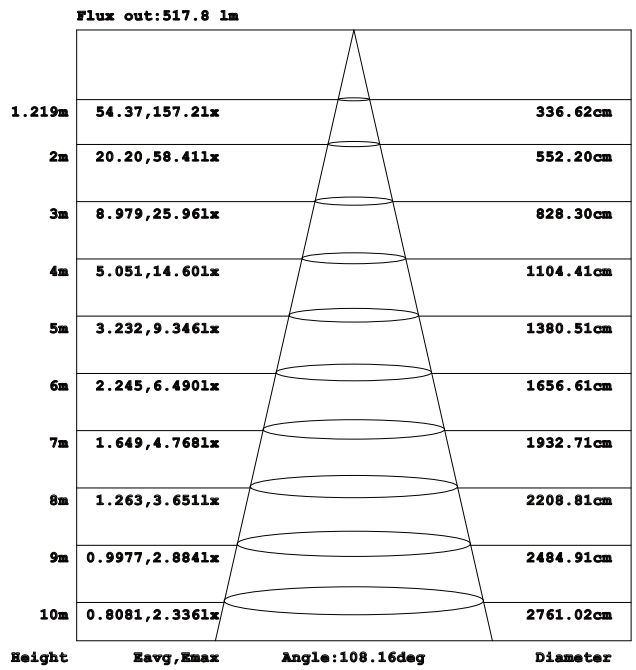 Flux out:517.8 lm
1.219m 54.37,157.2lx 336.62cm
2m 20.20,58.41lx 552.20cm
3m 8.979,25.96lx 828.30cm
4m 5.051,14.60lx 1104.41cm
5m 3.232,9.346lx 1380.51cm
6m 2.245,6.490lx 1656.61cm
7m 1.649,4.768lx 1932.71cm
8m 1.263,3.651lx 2208.81cm
9m 0.9977,2.884lx 2484.91cm
10m 0.8081,2.336lx 2761.02cm
Height Eavg,Emax Angle:108.16deg Diameter